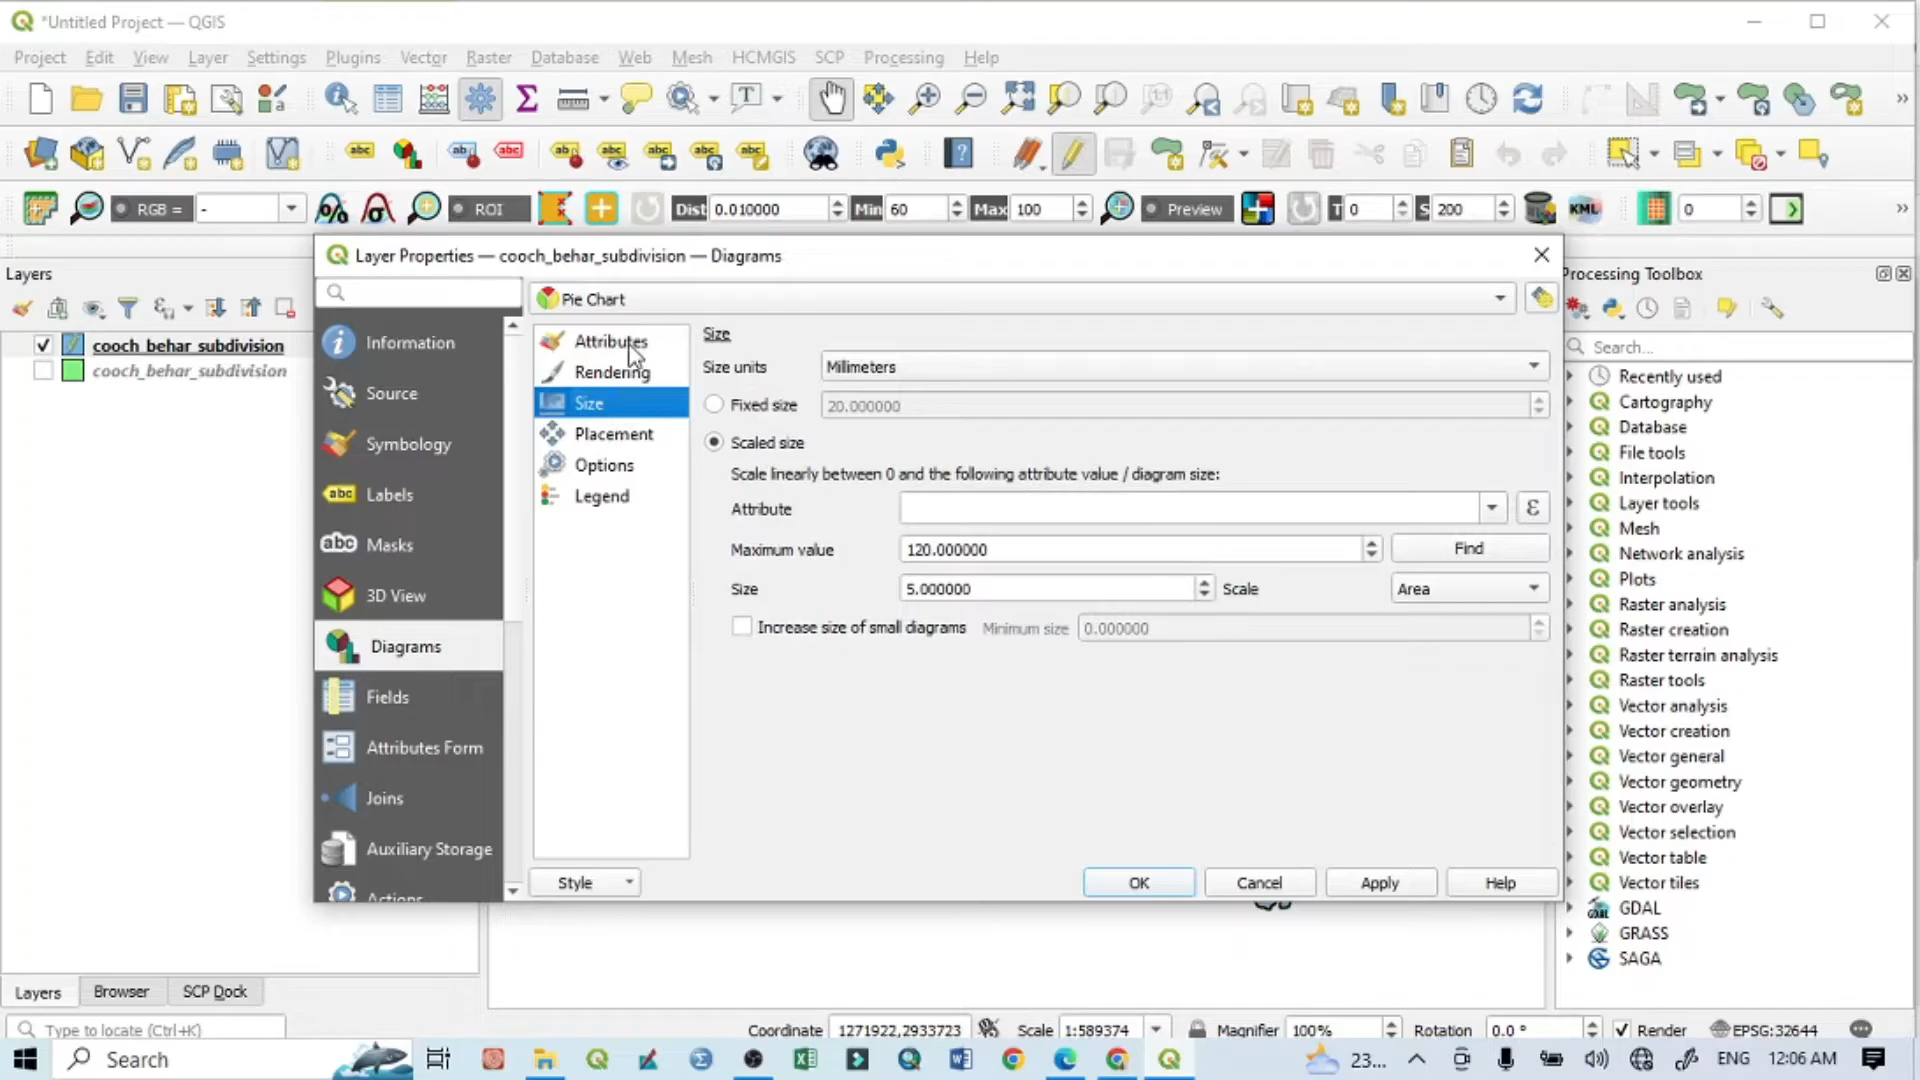 *Untitled Project — QGIS
Project Edit View Layer Settings Plugins Vector Raster Database Web Mesh HCMGIS SCP Processing Help
RGB = - ROI Dist 0.010000 Min 60 Max 100 Preview T 0 S 200 KML 0
Layers
cooch_behar_subdivision
cooch_behar_subdivision
Layer Properties — cooch_behar_subdivision — Diagrams
Pie Chart
Information
Source
Symbology
Labels
Masks
3D View
Diagrams
Fields
Attributes Form
Joins
Auxiliary Storage
Actions
Attributes
Rendering
Size
Placement
Options
Legend
Size
Size units Milimeters
Fixed size 20.000000
Scaled size
Scale linearly between 0 and the following attribute value / diagram size:
Attribute
Maximum value 120.000000 Find
Size 5.000000 Scale Area
Increase size of small diagrams Minimum size 0.000000
Style OK Cancel Apply Help
Processing Toolbox
Search...
Recently used
Cartography
Database
File tools
Interpolation
Layer tools
Mesh
Network analysis
Plots
Raster analysis
Raster creation
Raster terrain analysis
Raster tools
Vector analysis
Vector creation
Vector general
Vector geometry
Vector overlay
Vector selection
Vector table
Vector tiles
GDAL
GRASS
SAGA
Layers Browser SCP Dock
Type to locate (Ctrl+K) Coordinate 1271922,2933723 Scale 1:589374 Magnifier 100% Rotation 0.0 ° Render EPSG:32644
Search 23... ENG 12:06 AM